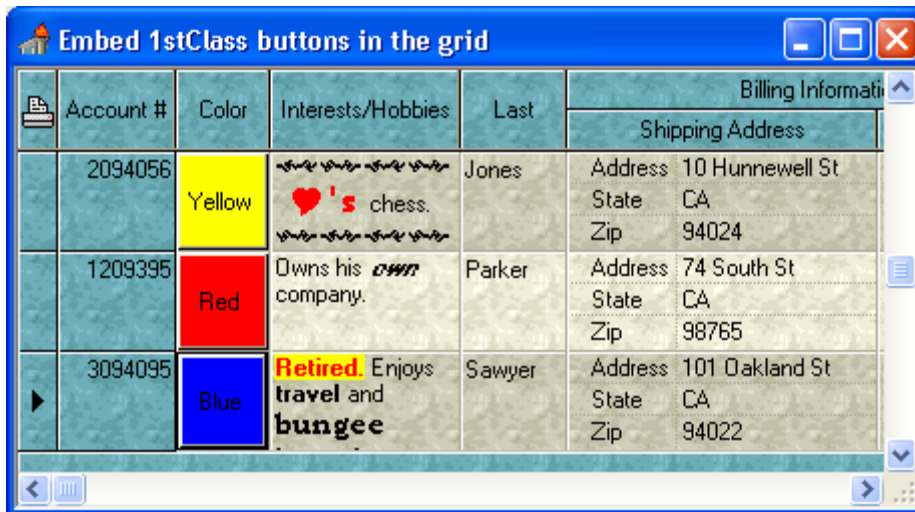 Embed 1stClass buttons in the grid
Account # Color Interests/Hobbies Last Billing Informati
Shipping Address
2094056 Yellow ♥'s chess. Jones Address 10 Hunnewell St
State CA
Zip 94024
1209395 Red Owns his own company. Parker Address 74 South St
State CA
Zip 98765
3094095 Blue Retired. Enjoys travel and bungee Sawyer Address 101 Oakland St
State CA
Zip 94022